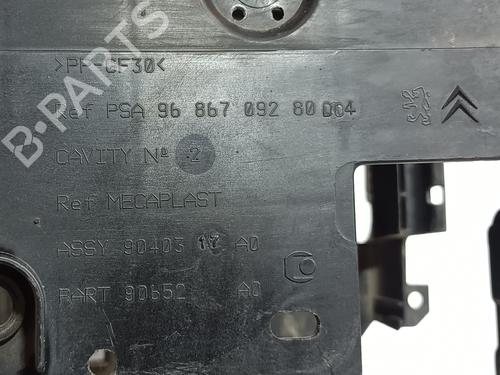 >PP-GF30<
Ref PSA 96 867 092 80 D04
CAVITY Nº 2
Ref MECAPLAST
ASSY 90403 17 A0
PART 90652 A0
B-PARTS